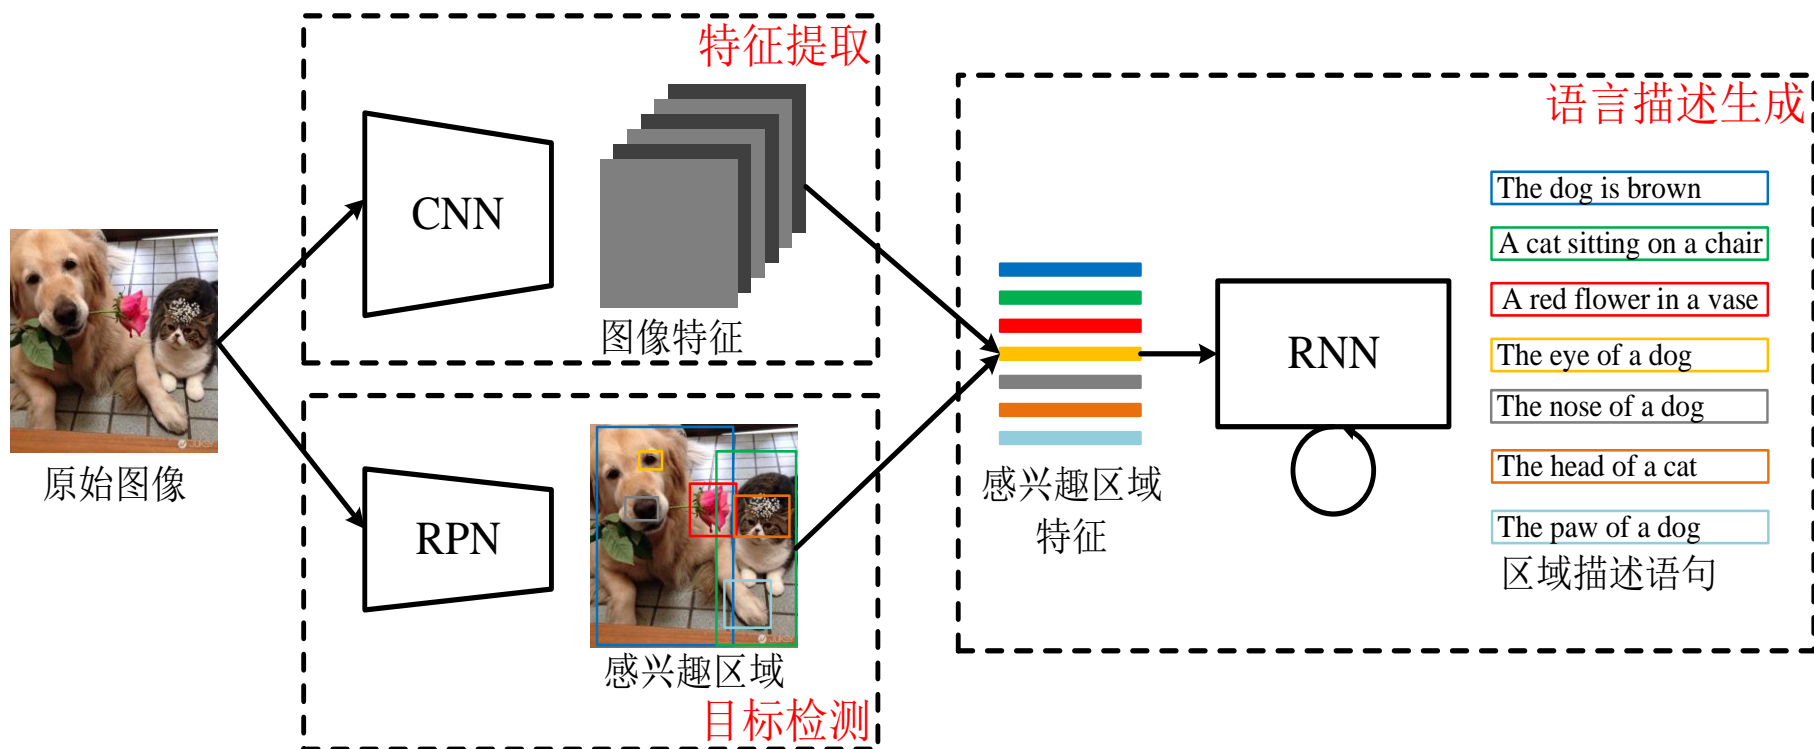 特征提取
CNN
图像特征
原始图像
RPN
感兴趣区域
目标检测
语言描述生成
感兴趣区域
特征
RNN
The dog is brown
A cat sitting on a chair
A red flower in a vase
The eye of a dog
The nose of a dog
The head of a cat
The paw of a dog
区域描述语句